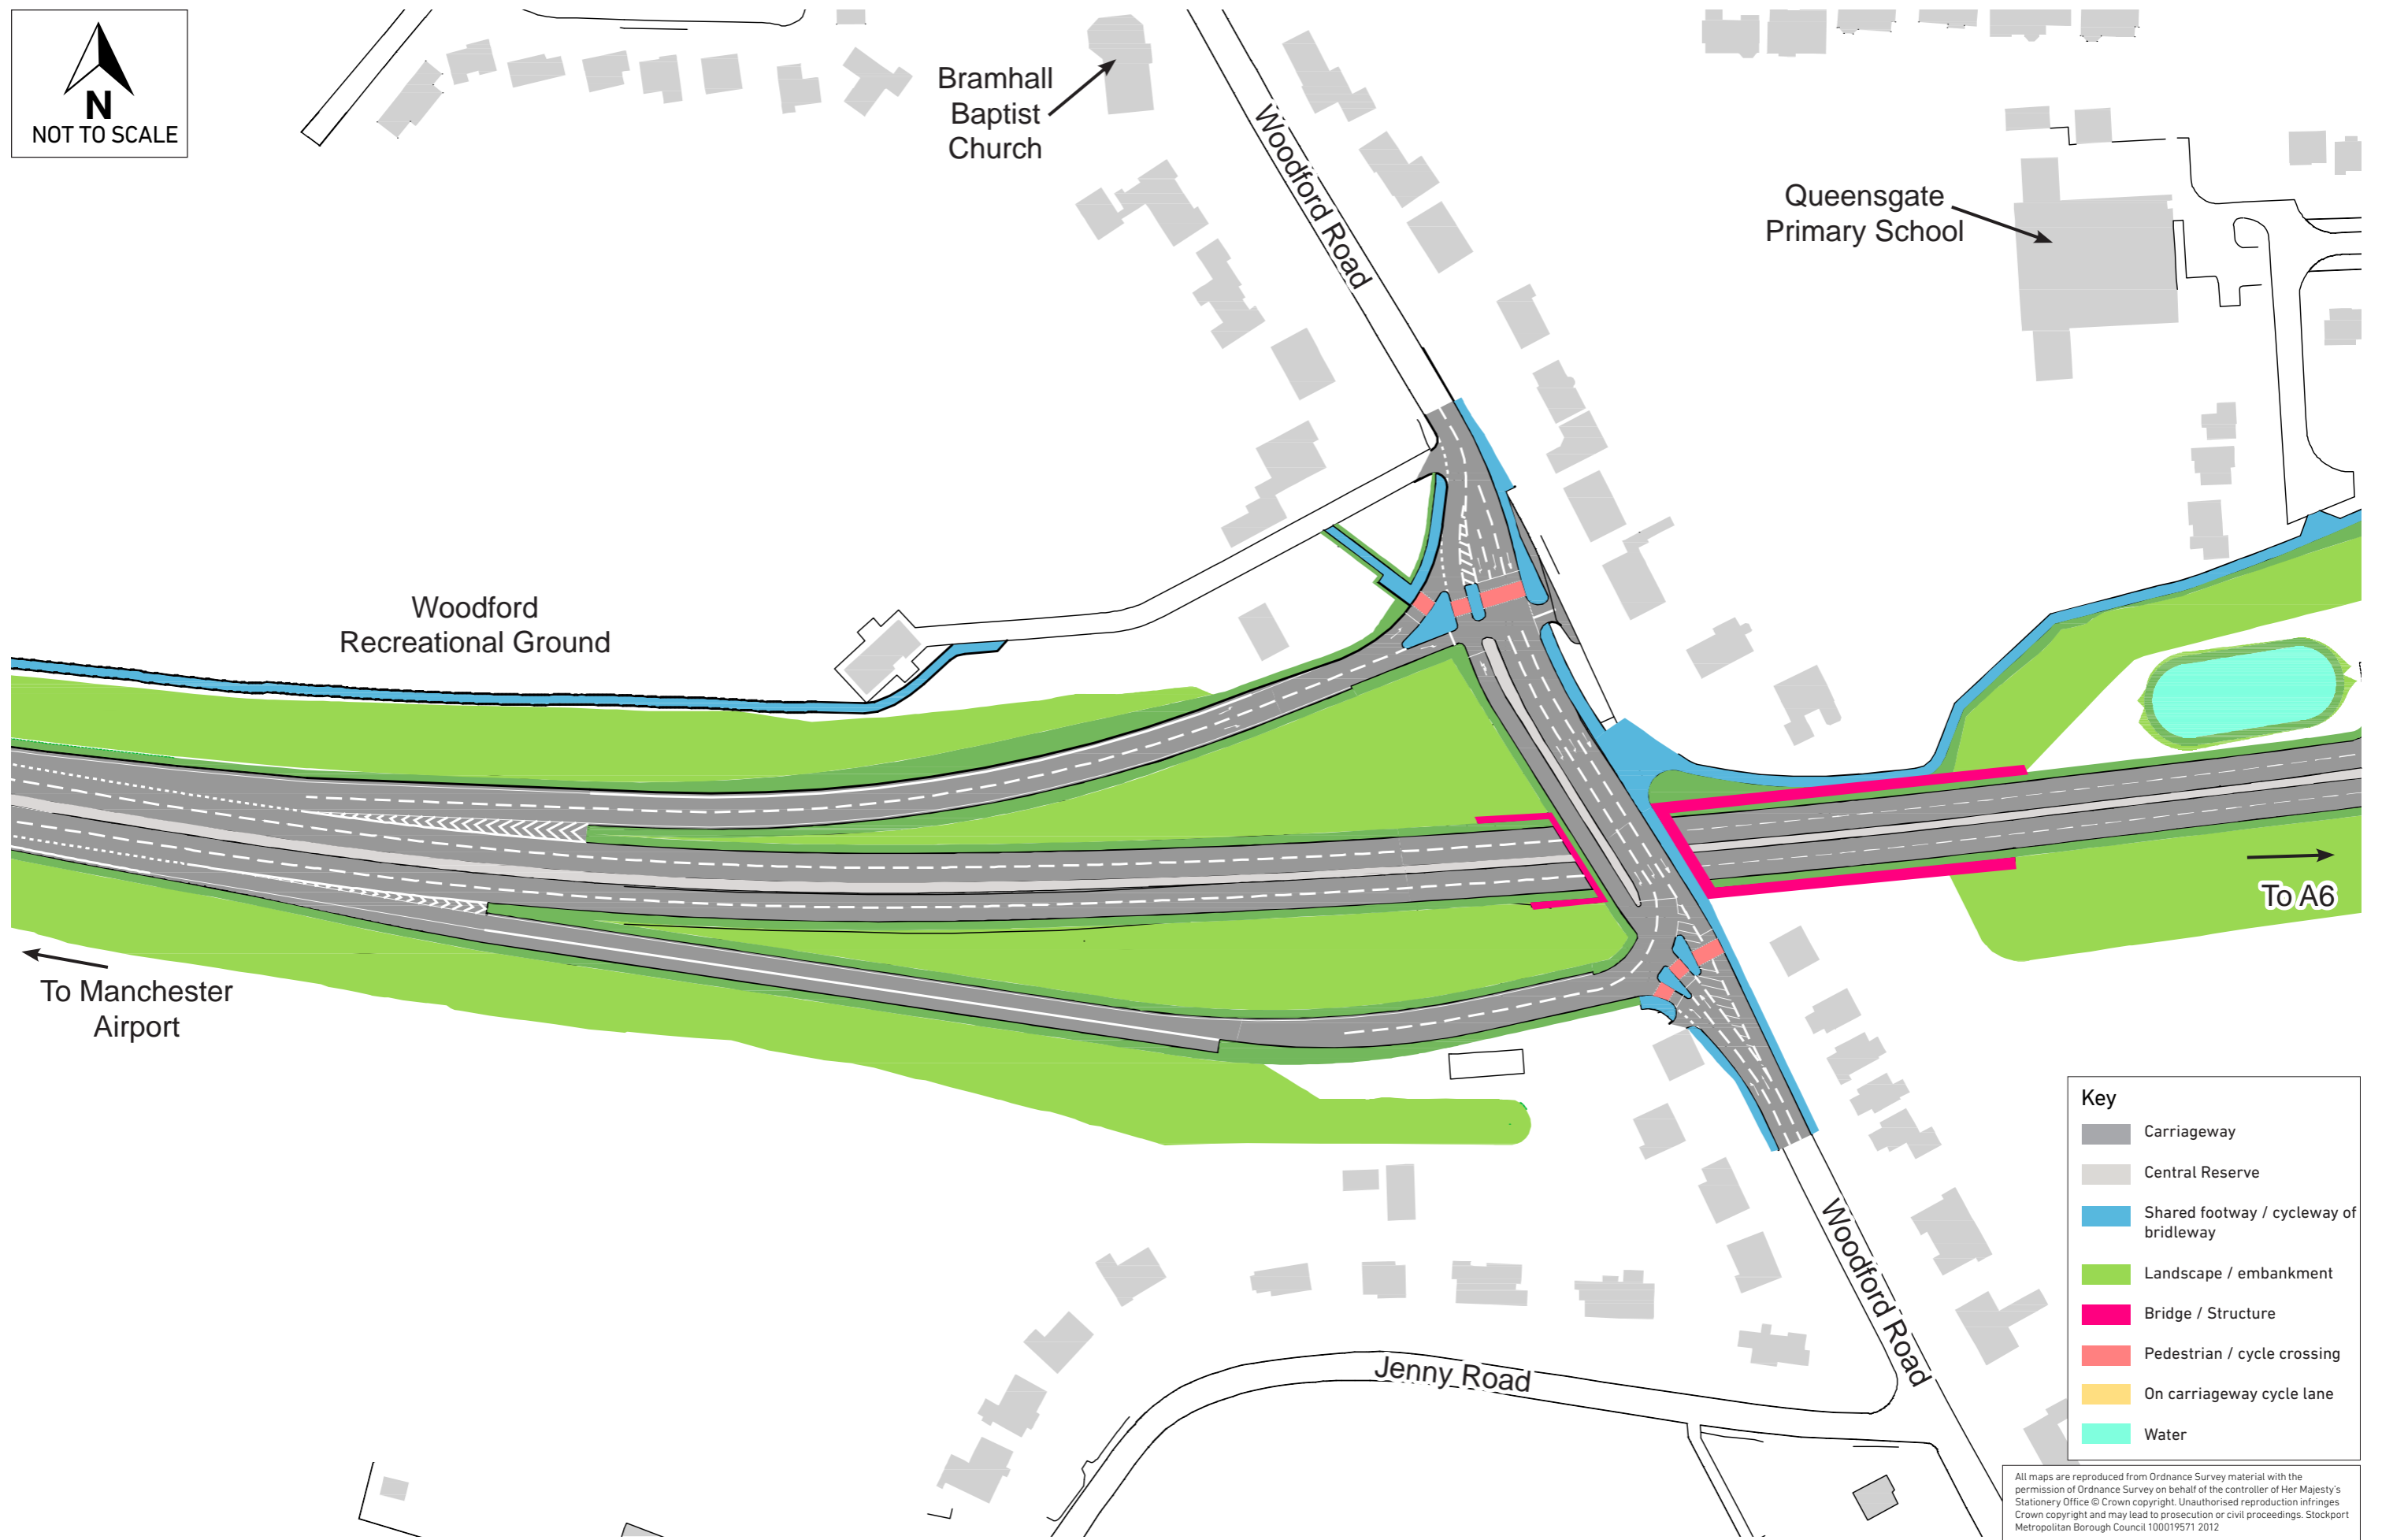 N
NOT TO SCALE
Bramhall
Baptist
Church
Woodford Road
Queensgate
Primary School
Woodford
Recreational Ground
To A6
To Manchester
Airport
Woodford Road
Jenny Road
Key
Carriageway
Central Reserve
Shared footway / cycleway of
bridleway
Landscape / embankment
Bridge / Structure
Pedestrian / cycle crossing
On carriageway cycle lane
Water
All maps are reproduced from Ordnance Survey material with the
permission of Ordnance Survey on behalf of the controller of Her Majesty's
Stationery Office © Crown copyright. Unauthorised reproduction infringes
Crown copyright and may lead to prosecution or civil proceedings. Stockport
Metropolitan Borough Council 100019571 2012